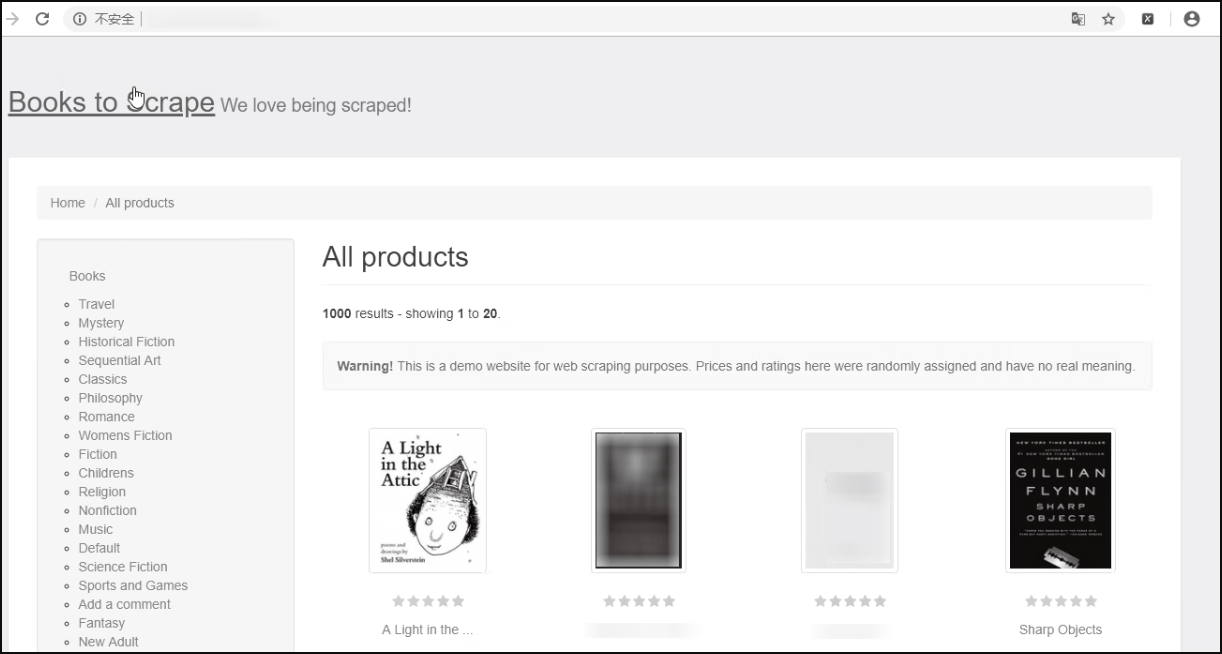 不安全
Books to Scrape We love being scraped!
Home / All products
Books
Travel
Mystery
Historical Fiction
Sequential Art
Classics
Philosophy
Romance
Womens Fiction
Fiction
Childrens
Religion
Nonfiction
Music
Default
Science Fiction
Sports and Games
Add a comment
Fantasy
New Adult
All products
1000 results - showing 1 to 20.
Warning! This is a demo website for web scraping purposes. Prices and ratings here were randomly assigned and have no real meaning.
A Light
in the
Attic
poems and
drawings by
Shel Silverstein
GILLIAN
FLYNN
SHARP
OBJECTS
A Light in the ...
Sharp Objects